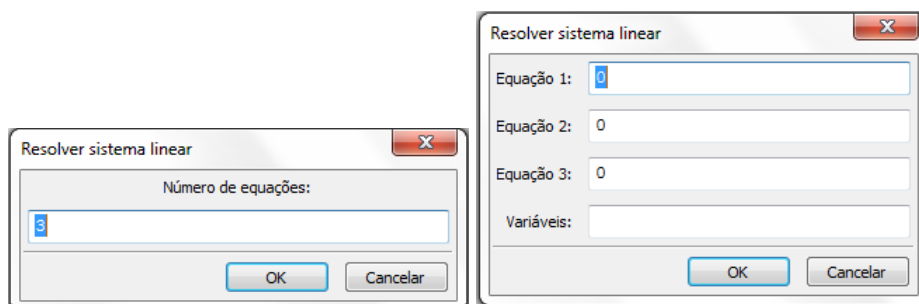 Resolver sistema linear
Número de equações:
3
OK Cancelar
Resolver sistema linear
Equação 1: 0
Equação 2: 0
Equação 3: 0
Variáveis:
OK Cancelar